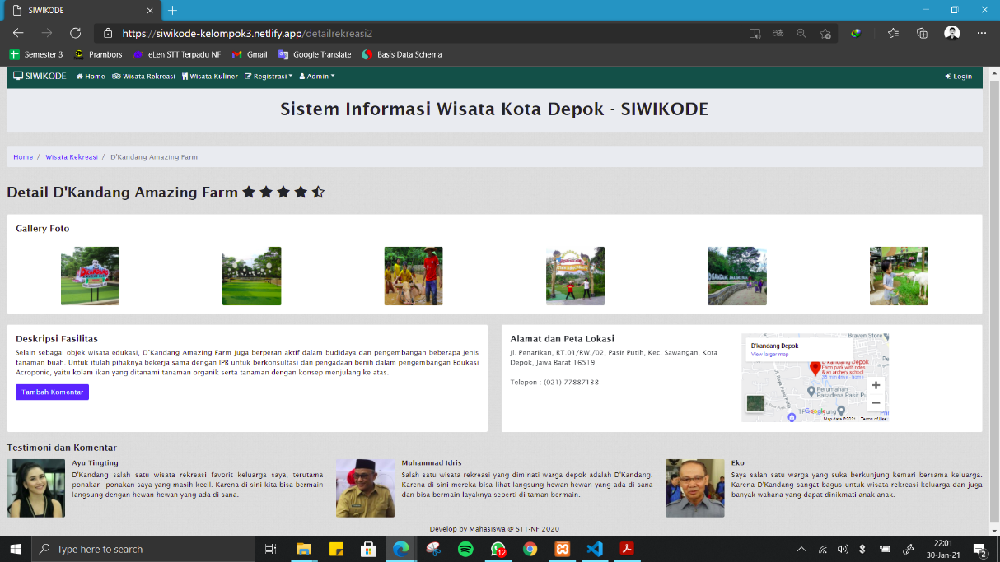 SIWIKODE
https://siwikode-kelompok3.netlify.app/detailrekreasi2
Semester 3 Prambors eLen STT Terpadu NF Gmail Google Translate Basis Data Schema
SIWIKODE Home Wisata Rekreasi Wisata Kuliner Registrasi Admin Login
Sistem Informasi Wisata Kota Depok - SIWIKODE
Home / Wisata Rekreasi / D'Kandang Amazing Farm
Detail D'Kandang Amazing Farm
Gallery Foto
Deskripsi Fasilitas
Selain sebagai objek wisata edukasi, D'Kandang Amazing Farm juga berperan aktif dalam budidaya dan pengembangan beberapa jenis
tanaman buah. Untuk itulah pihaknya bekerja sama dengan IPB untuk berkonsultasi dan pengadaan benih dalam pengembangan Edukasi
Acroponic, yaitu kolam ikan yang ditanami tanaman organik serta tanaman dengan konsep menjulang ke atas.
Tambah Komentar
Alamat dan Peta Lokasi
Jl. Penarikan, RT.01/RW./02, Pasir Putih, Kec. Sawangan, Kota
Depok, Jawa Barat 16519
Telepon : (021) 77887138
Braven Store
D'kandang Depok
View larger map
D'kandang Depok
Farm park with rides
& an archery school
35 min drive - home
Jl. Raya Pasir Putih
Perumahan
Pasadena Pasir Pu
Google
Map data ©2021 Terms of Use
Testimoni dan Komentar
Ayu Tingting
D'Kandang salah satu wisata rekreasi favorit keluarga saya, terutama
ponakan- ponakan saya yang masih kecil. Karena di sini kita bisa bermain
langsung dengan hewan-hewan yang ada di sana.
Muhammad Idris
Salah satu wisata rekreasi yang diminati warga depok adalah D'Kandang.
Karena di sini mereka bisa lihat langsung hewan-hewan yang ada di sana
dan bisa bermain layaknya seperti di taman bermain.
Eko
Saya salah satu warga yang suka berkunjung kemari bersama keluarga.
Karena D'Kandang sangat bagus untuk wisata rekreasi keluarga dan juga
banyak wahana yang dapat dinikmati anak-anak.
Develop by Mahasiswa @ STT-NF 2020
Type here to search
12
22:01
30-Jan-21
2